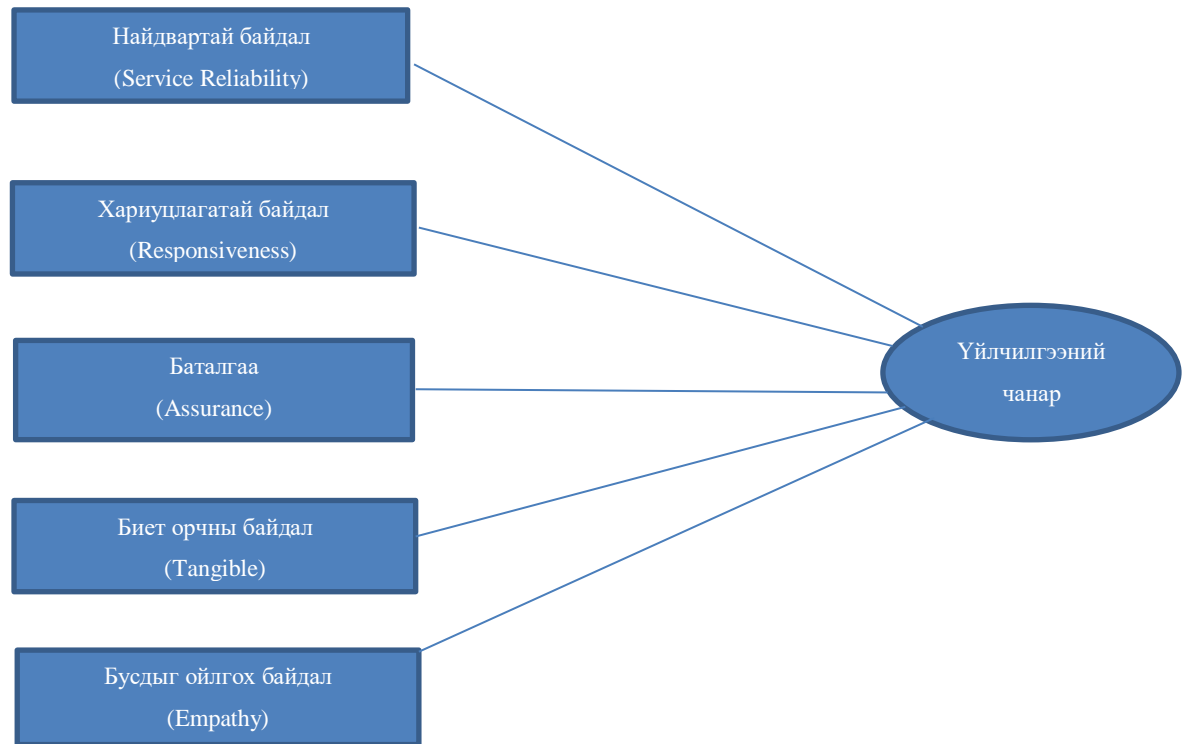 Найдвартай байдал
(Service Reliability)
Хариуцлагатай байдал
(Responsiveness)
Баталгаа
(Assurance)
Биет орчны байдал
(Tangible)
Бусдыг ойлгох байдал
(Empathy)
Үйлчилгээний
чанар